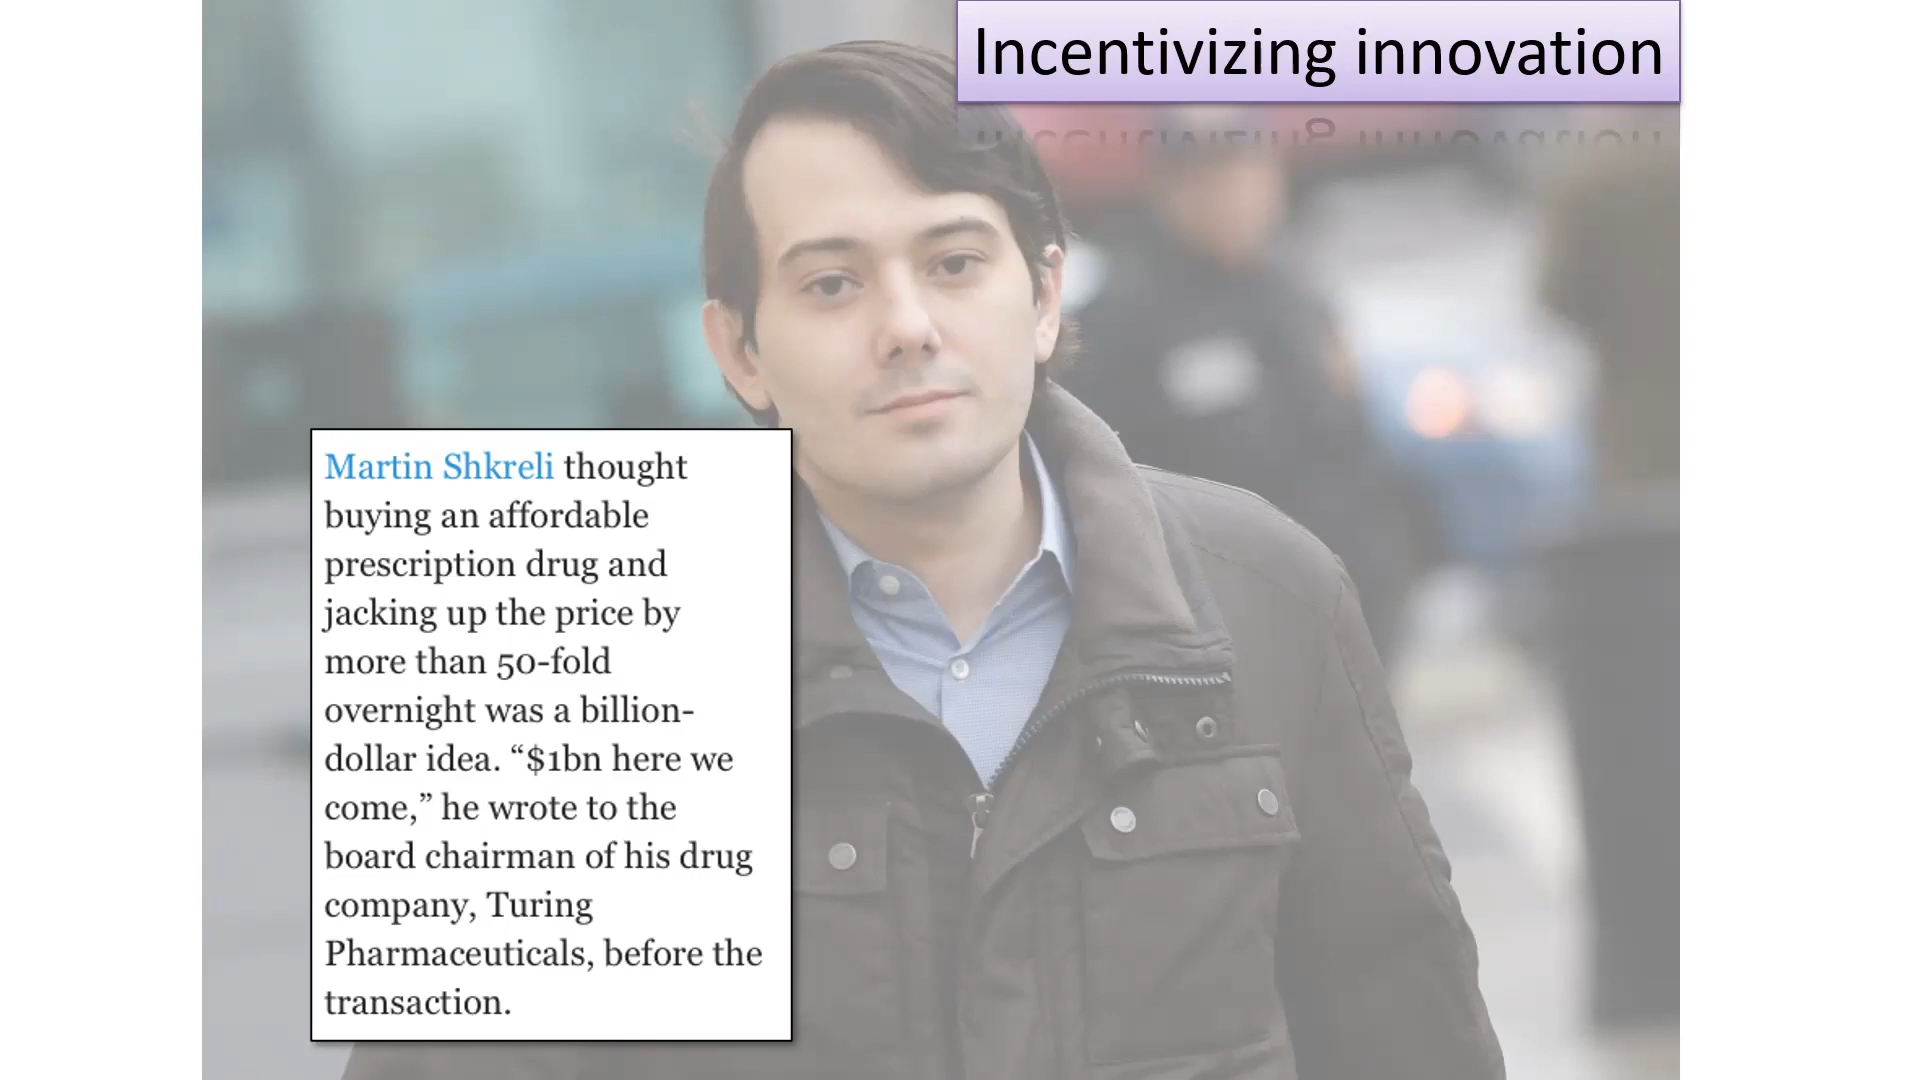 Incentivizing innovation
Martin Shkreli thought
buying an affordable
prescription drug and
jacking up the price by
more than 50-fold
overnight was a billion-
dollar idea. “$1bn here we
come,” he wrote to the
board chairman of his drug
company, Turing
Pharmaceuticals, before the
transaction.